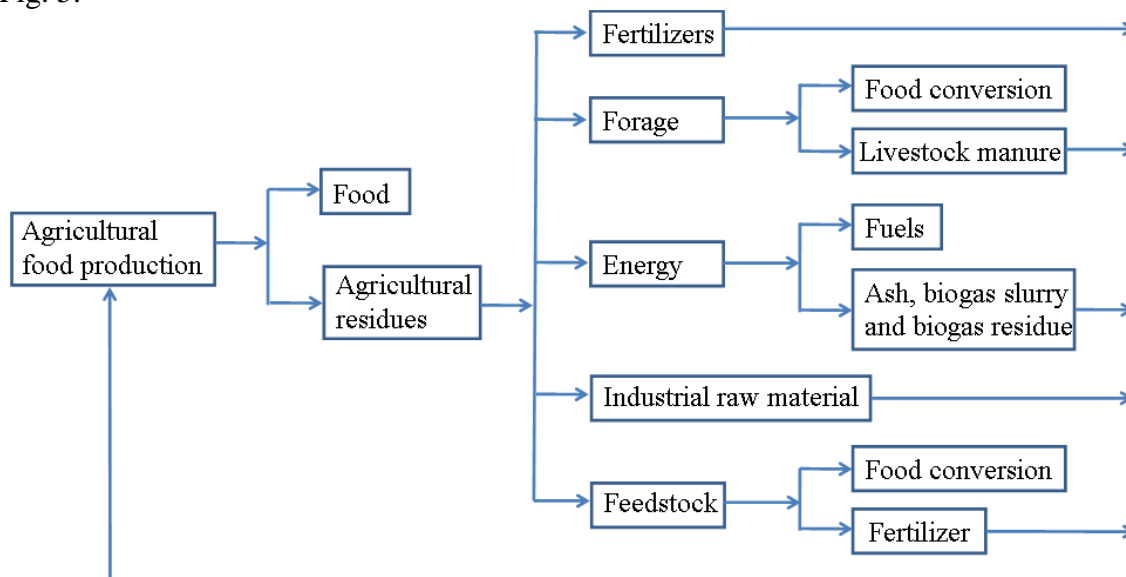 Fig.
Fertilizers
Food conversion
Forage
Livestock manure
Food
Agricultural
food production
Fuels
Energy
Agricultural
residues
Ash, biogas slurry
and biogas residue
Industrial raw material
Food conversion
Feedstock
Fertilizer